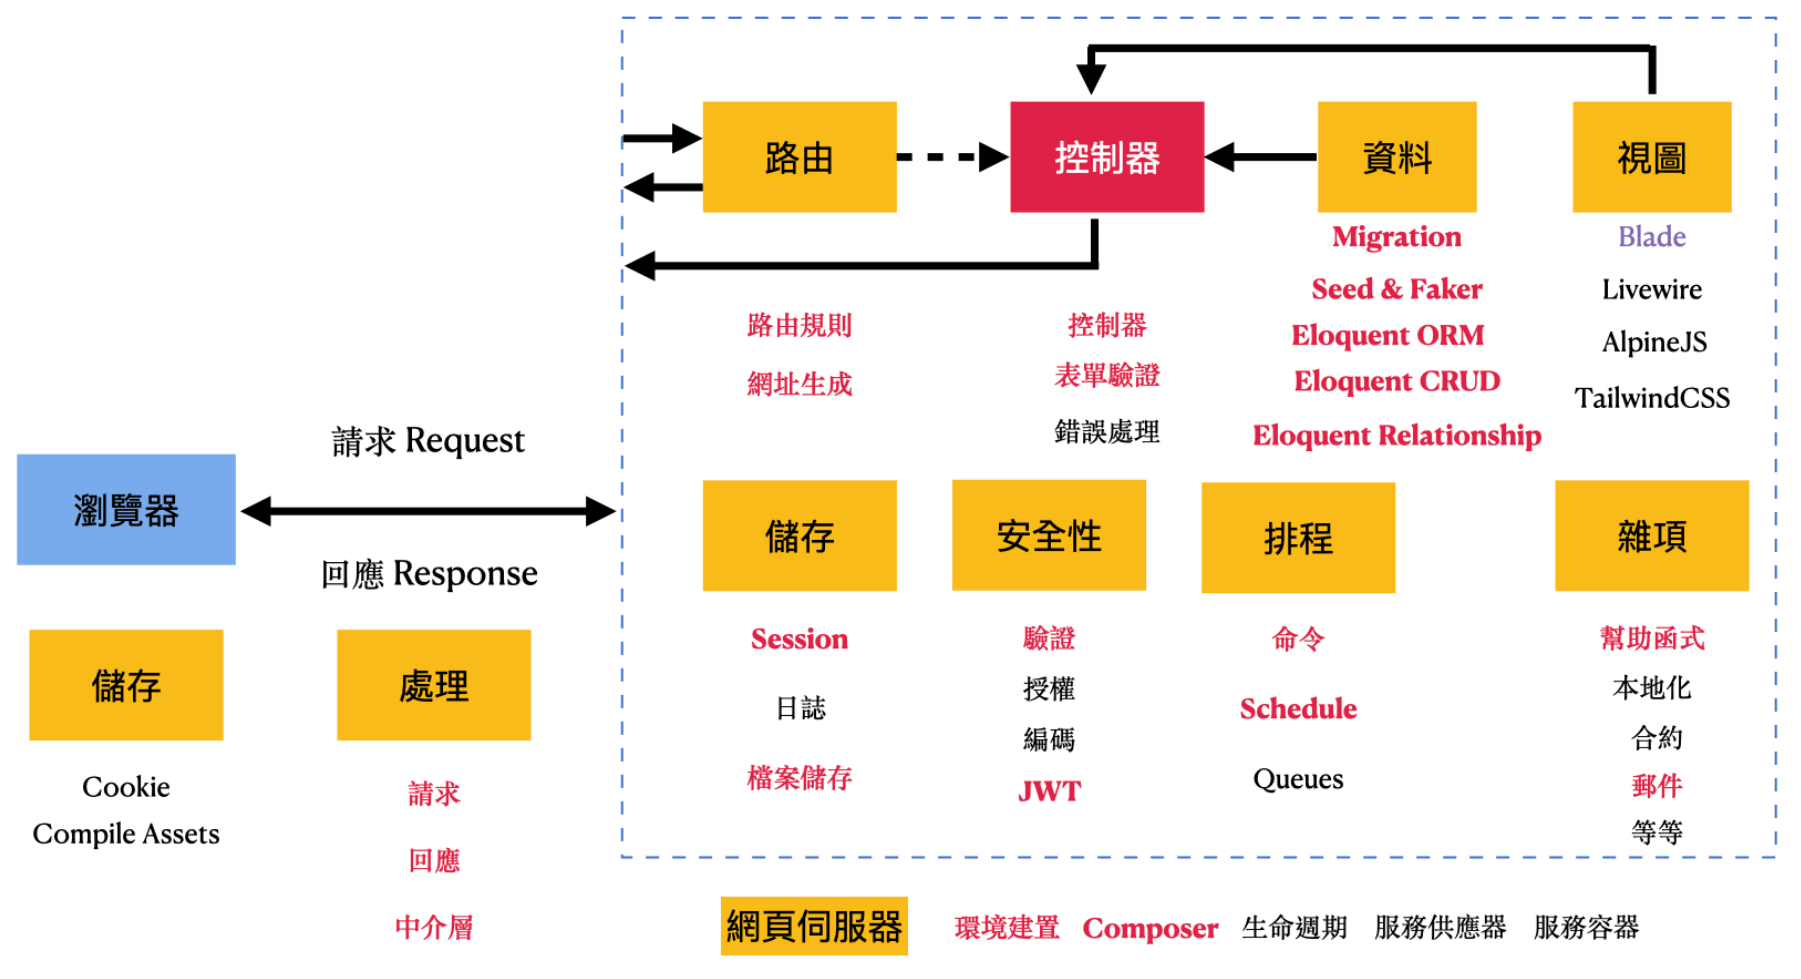 路由
控制器
資料
視圖
Migration
Seed & Faker
Eloquent ORM
Eloquent CRUD
Eloquent Relationship
Blade
Livewire
AlpineJS
TailwindCSS
路由規則
網址生成
控制器
表單驗證
錯誤處理
請求 Request
瀏覽器
回應 Response
儲存
Cookie
Compile Assets
處理
請求
回應
中介層
儲存
Session
日誌
檔案儲存
安全性
驗證
授權
編碼
JWT
排程
命令
Schedule
Queues
雜項
幫助函式
本地化
合約
郵件
等等
網頁伺服器 環境建置 Composer 生命週期 服務供應器 服務容器